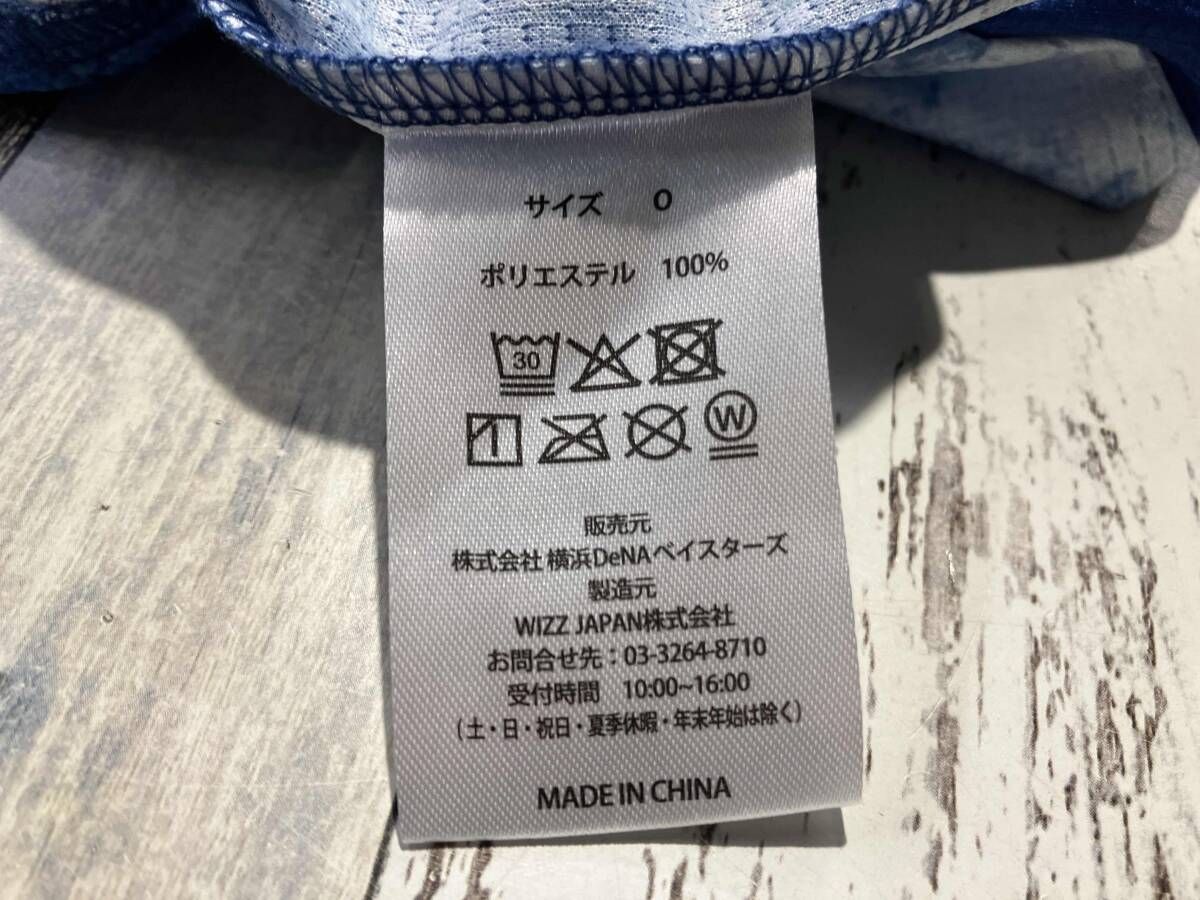 サイズ O
ポリエステル 100%
30
W
販売元
株式会社 横浜DeNAベイスターズ
製造元
WIZZ JAPAN株式会社
お問合せ先：03-3264-8710
受付時間 10:00~16:00
（土・日・祝日・夏季休暇・年末年始は除く）
MADE IN CHINA